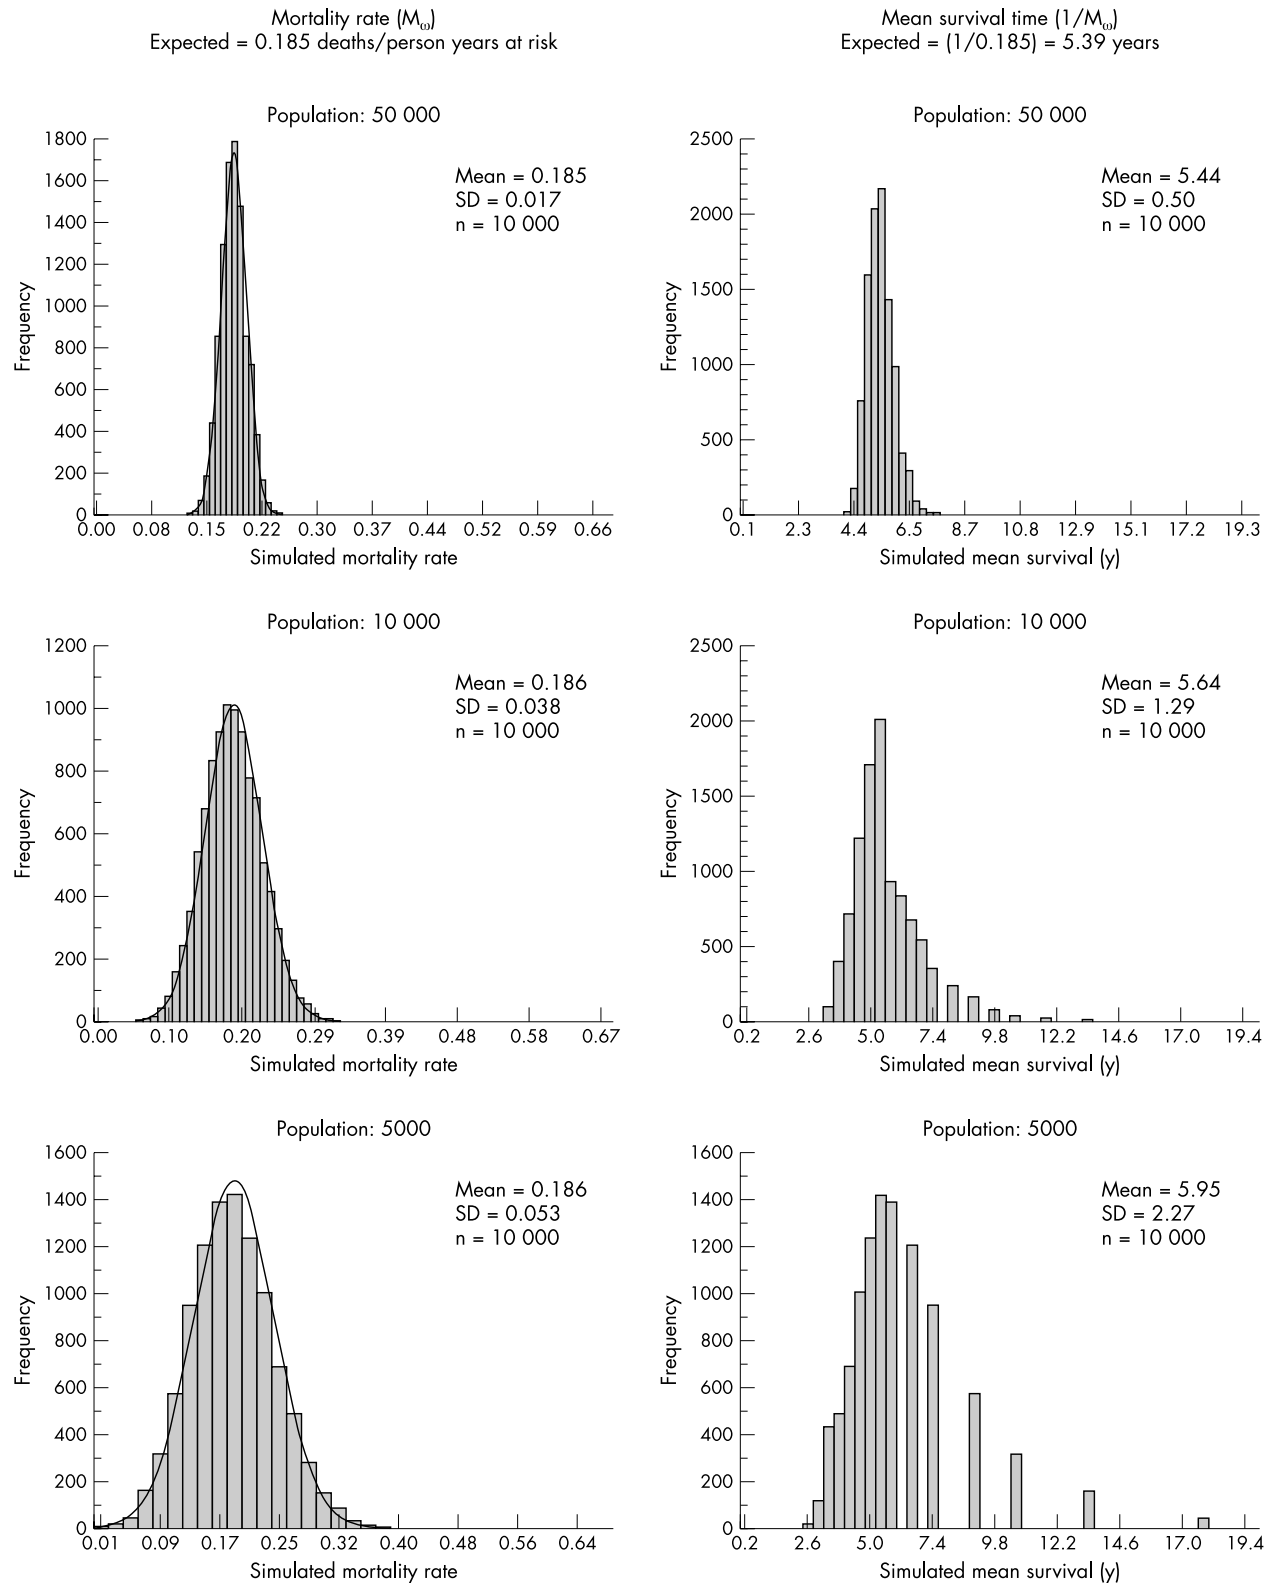 Mortality rate (Mω)
Expected = 0.185 deaths/person years at risk
Mean survival time (1/Mω)
Expected = (1/0.185) = 5.39 years
Population: 50 000
Mean = 0.185
SD = 0.017
n = 10 000
Frequency
1800
1600
1400
1200
1000
800
600
400
200
0
0.00 0.08 0.15 0.22 0.30 0.37 0.44 0.52 0.59 0.66
Simulated mortality rate
Population: 50 000
Mean = 5.44
SD = 0.50
n = 10 000
Frequency
2500
2000
1500
1000
500
0
0.1 2.3 4.4 6.5 8.7 10.8 12.9 15.1 17.2 19.3
Simulated mean survival (y)
Population: 10 000
Mean = 0.186
SD = 0.038
n = 10 000
Frequency
1200
1000
800
600
400
200
0
0.00 0.10 0.20 0.29 0.39 0.48 0.58 0.67
Simulated mortality rate
Population: 10 000
Mean = 5.64
SD = 1.29
n = 10 000
Frequency
2500
2000
1500
1000
500
0
0.2 2.6 5.0 7.4 9.8 12.2 14.6 17.0 19.4
Simulated mean survival (y)
Population: 5000
Mean = 0.186
SD = 0.053
n = 10 000
Frequency
1600
1400
1200
1000
800
600
400
200
0
0.01 0.09 0.17 0.25 0.32 0.40 0.48 0.56 0.64
Simulated mortality rate
Population: 5000
Mean = 5.95
SD = 2.27
n = 10 000
Frequency
1600
1400
1200
1000
800
600
400
200
0
0.2 2.6 5.0 7.4 9.8 12.2 14.6 17.0 19.4
Simulated mean survival (y)